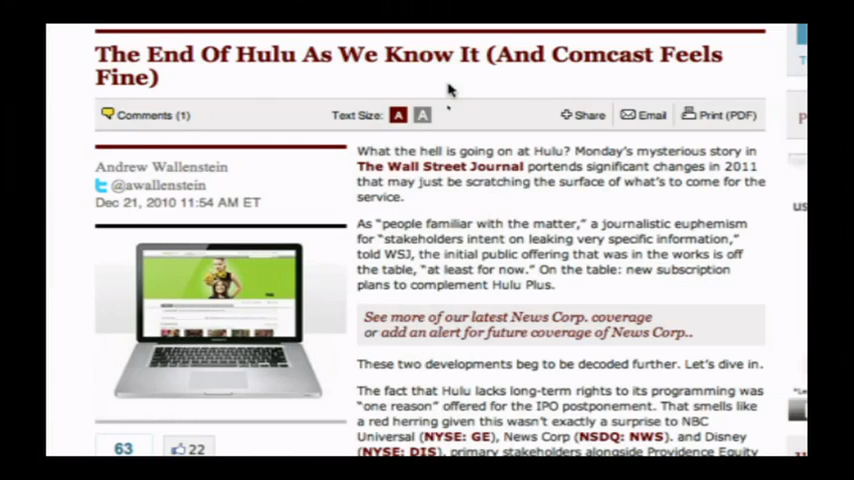 The End Of Hulu As We Know It (And Comcast Feels
Fine)
Comments (1)
Text Size: A A
Share Email Print (PDF)
Andrew Wallenstein
@awallenstein
Dec 21, 2010 11:54 AM ET
What the hell is going on at Hulu? Monday's mysterious story in
The Wall Street Journal portends significant changes in 2011
that may just be scratching the surface of what's to come for the
service.
As “people familiar with the matter,” a journalistic euphemism
for “stakeholders intent on leaking very specific information,”
told WSJ, the initial public offering that was in the works is off
the table, “at least for now.” On the table: new subscription
plans to complement Hulu Plus.
See more of our latest News Corp. coverage
or add an alert for future coverage of News Corp..
These two developments beg to be decoded further. Let's dive in.
The fact that Hulu lacks long-term rights to its programming was
“one reason” offered for the IPO postponement. That smells like
a red herring given this wasn't exactly a surprise to NBC
Universal (NYSE: GE), News Corp (NSDQ: NWS). and Disney
(NYSE: DIS), primary stakeholders alongside Providence Equity
63
22